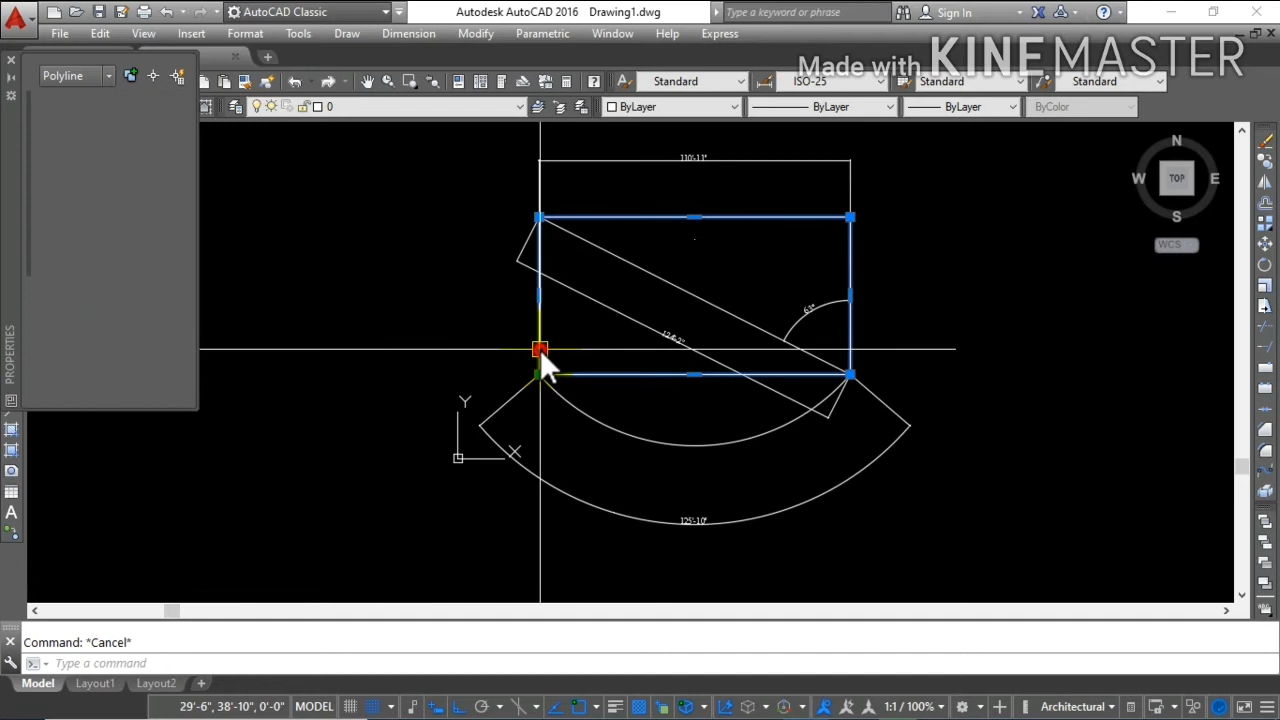 AutoCAD Classic Autodesk AutoCAD 2016 Drawing1.dwg Type a keyword or phrase Sign In
File Edit View Insert Format Tools Draw Dimension Modify Parametric Window Help Express
Made with KINEMASTER
Polyline Standard ISO-25 Standard Standard
0 ByLayer ByLayer ByLayer ByColor
N
W TOP E
S
WCS
110'-11"
63°
PROPERTIES
Y
X
125'-10"
Command: *Cancel*
Type a command
Model Layout1 Layout2
29'-6", 38'-10", 0'-0" MODEL 1:1 / 100% Architectural